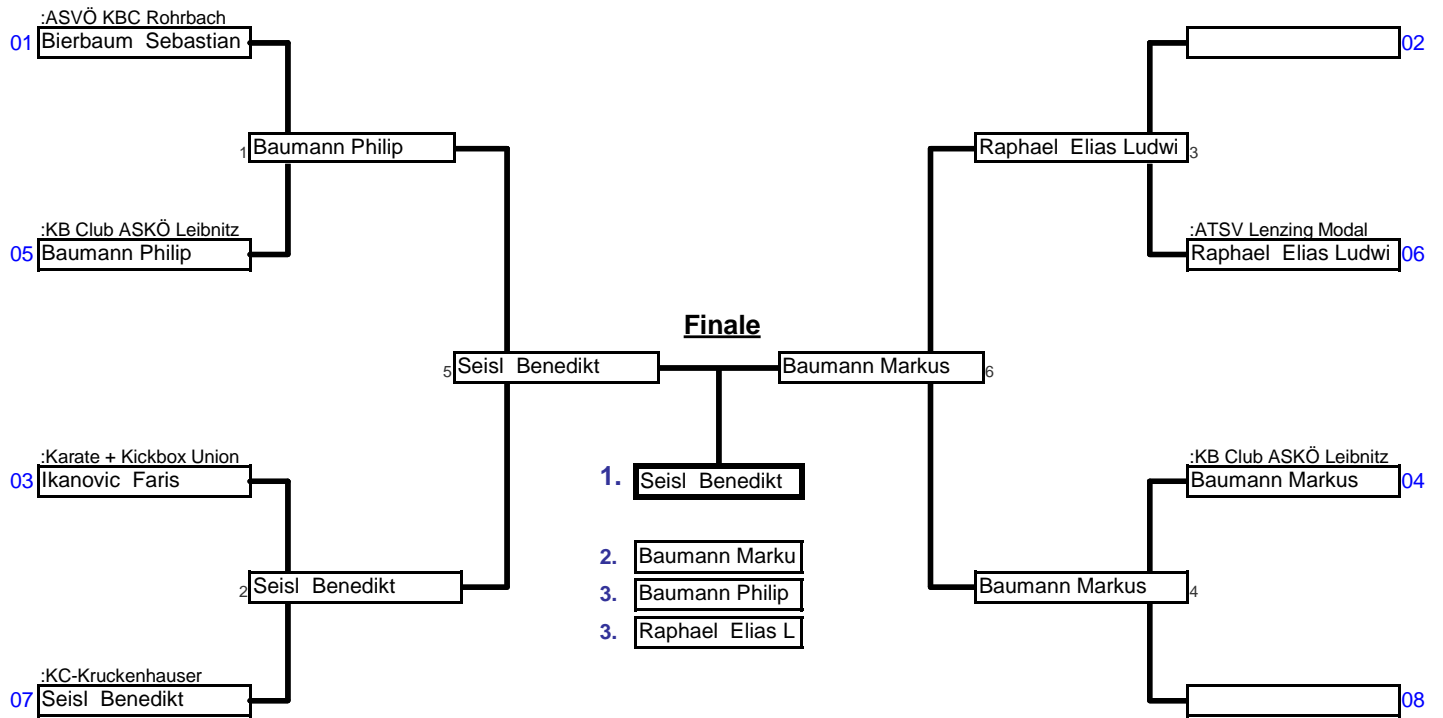 :ASVÖ KBC Rohrbach
01 Bierbaum Sebastian
02
1 Baumann Philip
Raphael Elias Ludwi 3
:KB Club ASKÖ Leibnitz
05 Baumann Philip
:ATSV Lenzing Modal
Raphael Elias Ludwi 06
Finale
5 Seisl Benedikt
Baumann Markus 6
:Karate + Kickbox Union
03 Ikanovic Faris
1. Seisl Benedikt
:KB Club ASKÖ Leibnitz
Baumann Markus 04
2. Baumann Marku
3. Baumann Philip
3. Raphael Elias L
2 Seisl Benedikt
Baumann Markus 4
:KC-Kruckenhauser
07 Seisl Benedikt
08